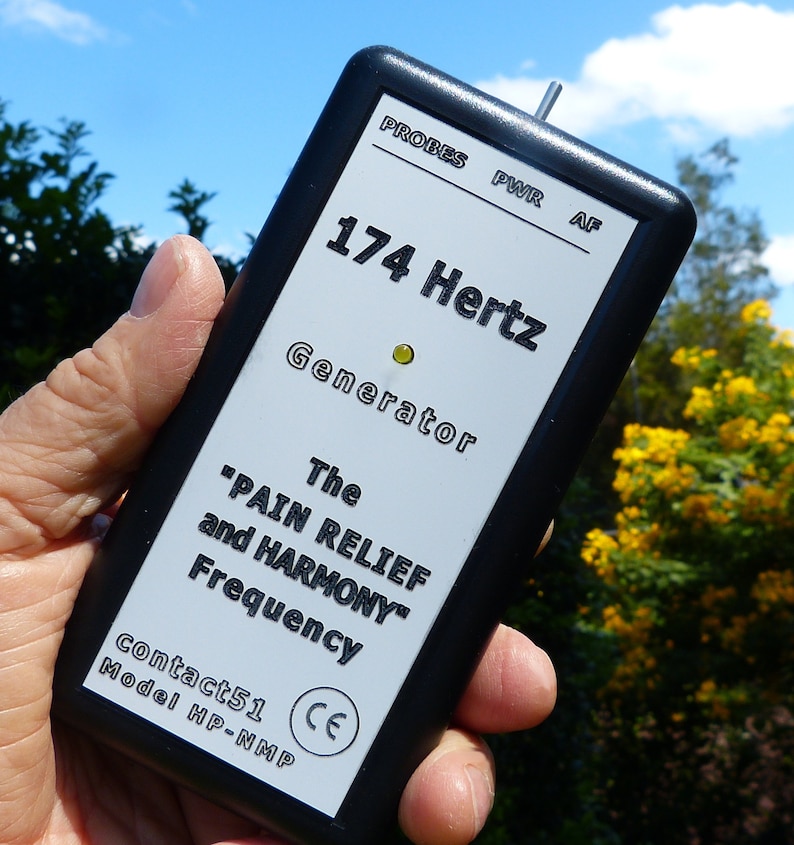 PROBES PWR AF
174 Hertz
Generator
The
"PAIN RELIEF
and HARMONY"
Frequency
contact51
Model HP-NMP
CE